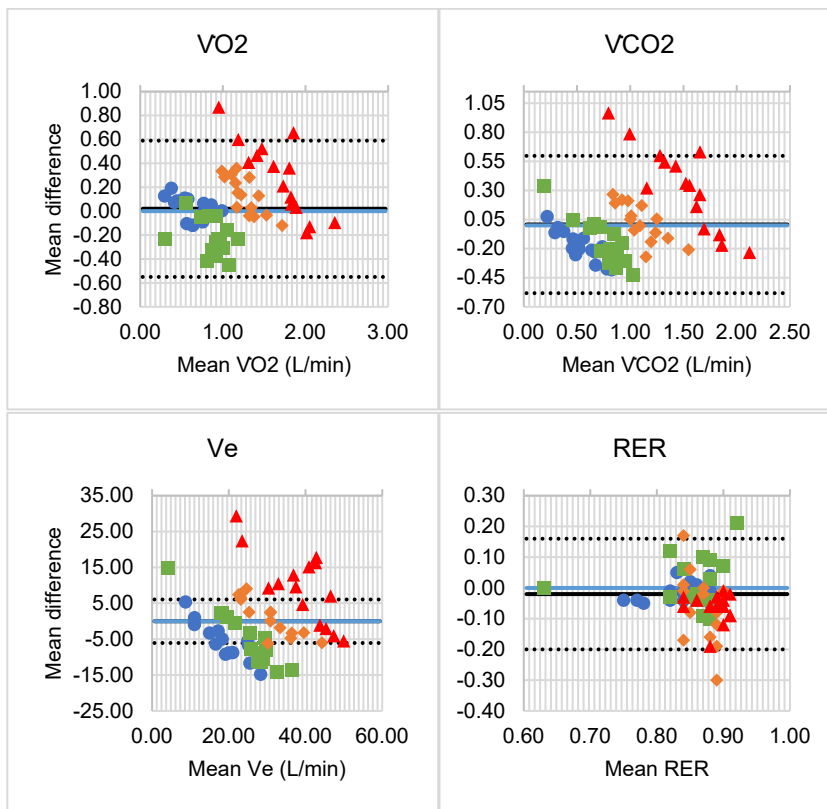 V̇O2
1.00
0.80
0.60
0.40
0.20
0.00
-0.20
-0.40
-0.60
-0.80
0.00 1.00 2.00 3.00
Mean V̇O2 (L/min)
Mean difference
V̇CO2
1.05
0.80
0.55
0.30
0.05
-0.20
-0.45
-0.70
0.00 0.50 1.00 1.50 2.00 2.50
Mean V̇CO2 (L/min)
Ve
35.00
25.00
15.00
5.00
-5.00
-15.00
-25.00
0.00 20.00 40.00 60.00
Mean Ve (L/min)
Mean difference
RER
0.30
0.20
0.10
0.00
-0.10
-0.20
-0.30
-0.40
0.60 0.70 0.80 0.90 1.00
Mean RER